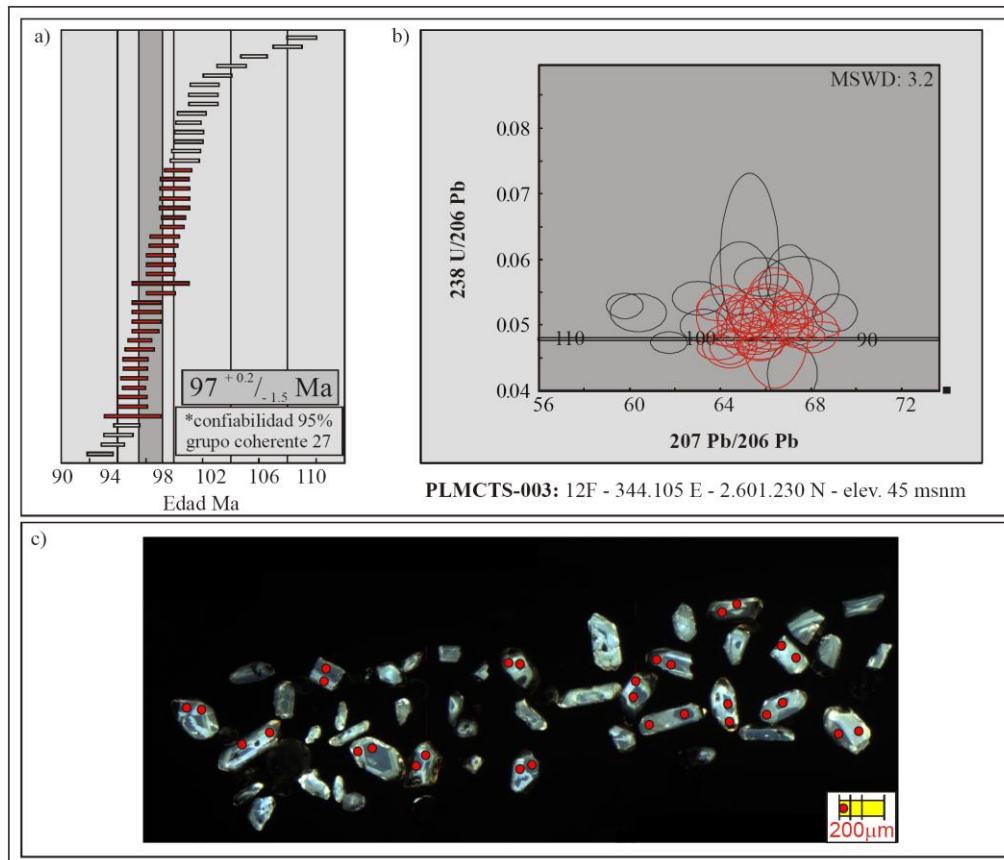 a)
97 + 0.2/- 1.5 Ma
*confiabilidad 95%
grupo coherente 27
90 94 98 102 106 110
Edad Ma
b)
MSWD: 3.2
0.08
0.07
0.06
0.05
0.04
238 U/206 Pb
110 100 90
56 60 64 68 72
207 Pb/206 Pb
PLMCTS-003: 12F - 344.105 E - 2.601.230 N - elev. 45 msnm
c)
200µm